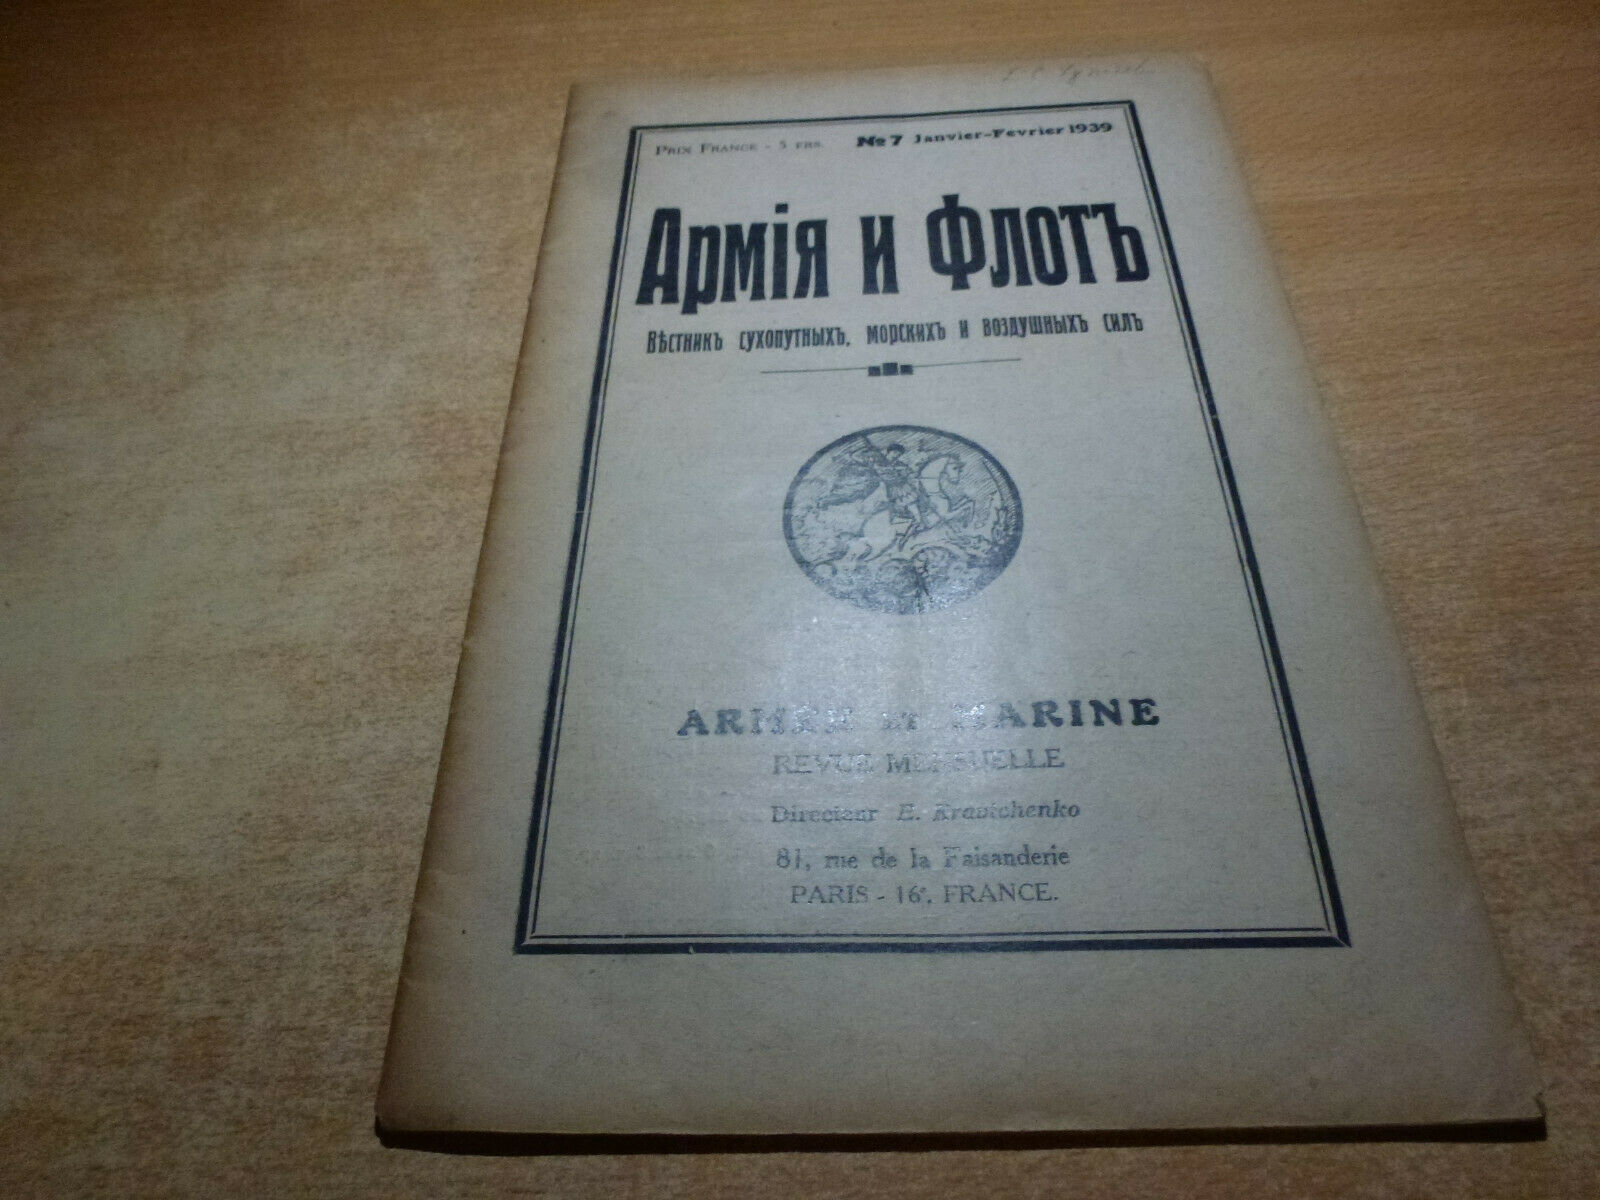 PRIX FRANCE - 5 FRS. № 7 Janvier-Fevrier 1939
Армія и Флотъ
Вѣстникъ сухопутныхъ, морскихъ и воздушныхъ силъ
ARMÉE ET MARINE
REVUE MENSUELLE
Directeur E. Kravtchenko
81, rue de la Faisanderie
PARIS - 16ᵉ, FRANCE.